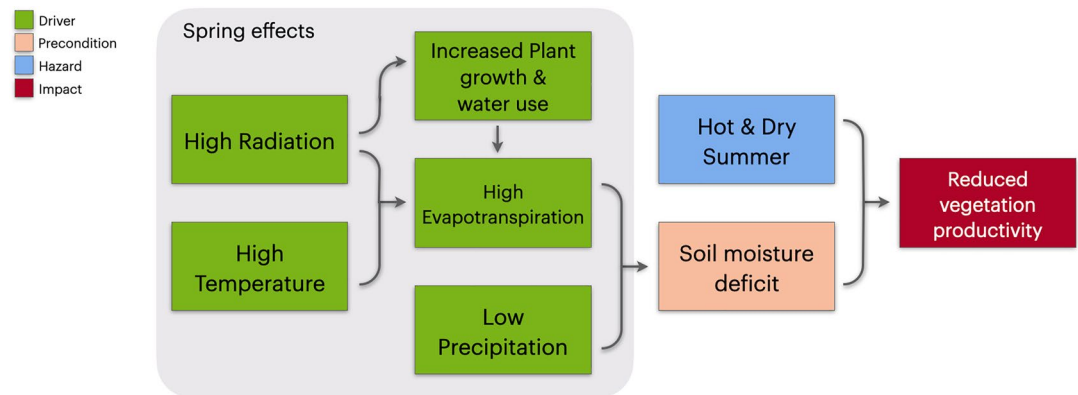 Driver
Precondition
Hazard
Impact
Spring effects
High Radiation
High
Temperature
Increased Plant
growth &
water use
High
Evapotranspiration
Low
Precipitation
Hot & Dry
Summer
Soil moisture
deficit
Reduced
vegetation
productivity